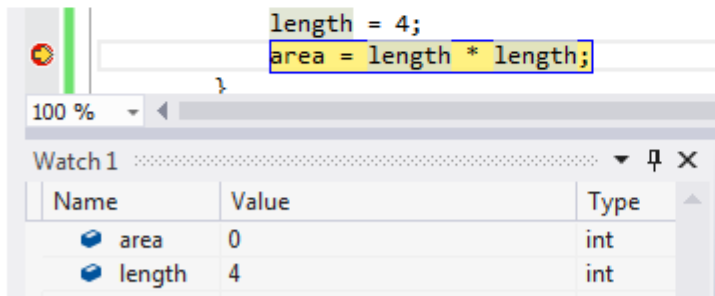 length = 4;
area = length * length;
}
100 %
Watch 1
Name Value Type
area 0 int
length 4 int